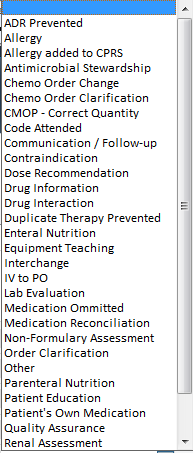 ADR Prevented
Allergy
Allergy added to CPRS
Antimicrobial Stewardship
Chemo Order Change
Chemo Order Clarification
CMOP - Correct Quantity
Code Attended
Communication / Follow-up
Contraindication
Dose Recommendation
Drug Information
Drug Interaction
Duplicate Therapy Prevented
Enteral Nutrition
Equipment Teaching
Interchange
IV to PO
Lab Evaluation
Medication Ommitted
Medication Reconciliation
Non-Formulary Assessment
Order Clarification
Other
Parenteral Nutrition
Patient Education
Patient's Own Medication
Quality Assurance
Renal Assessment